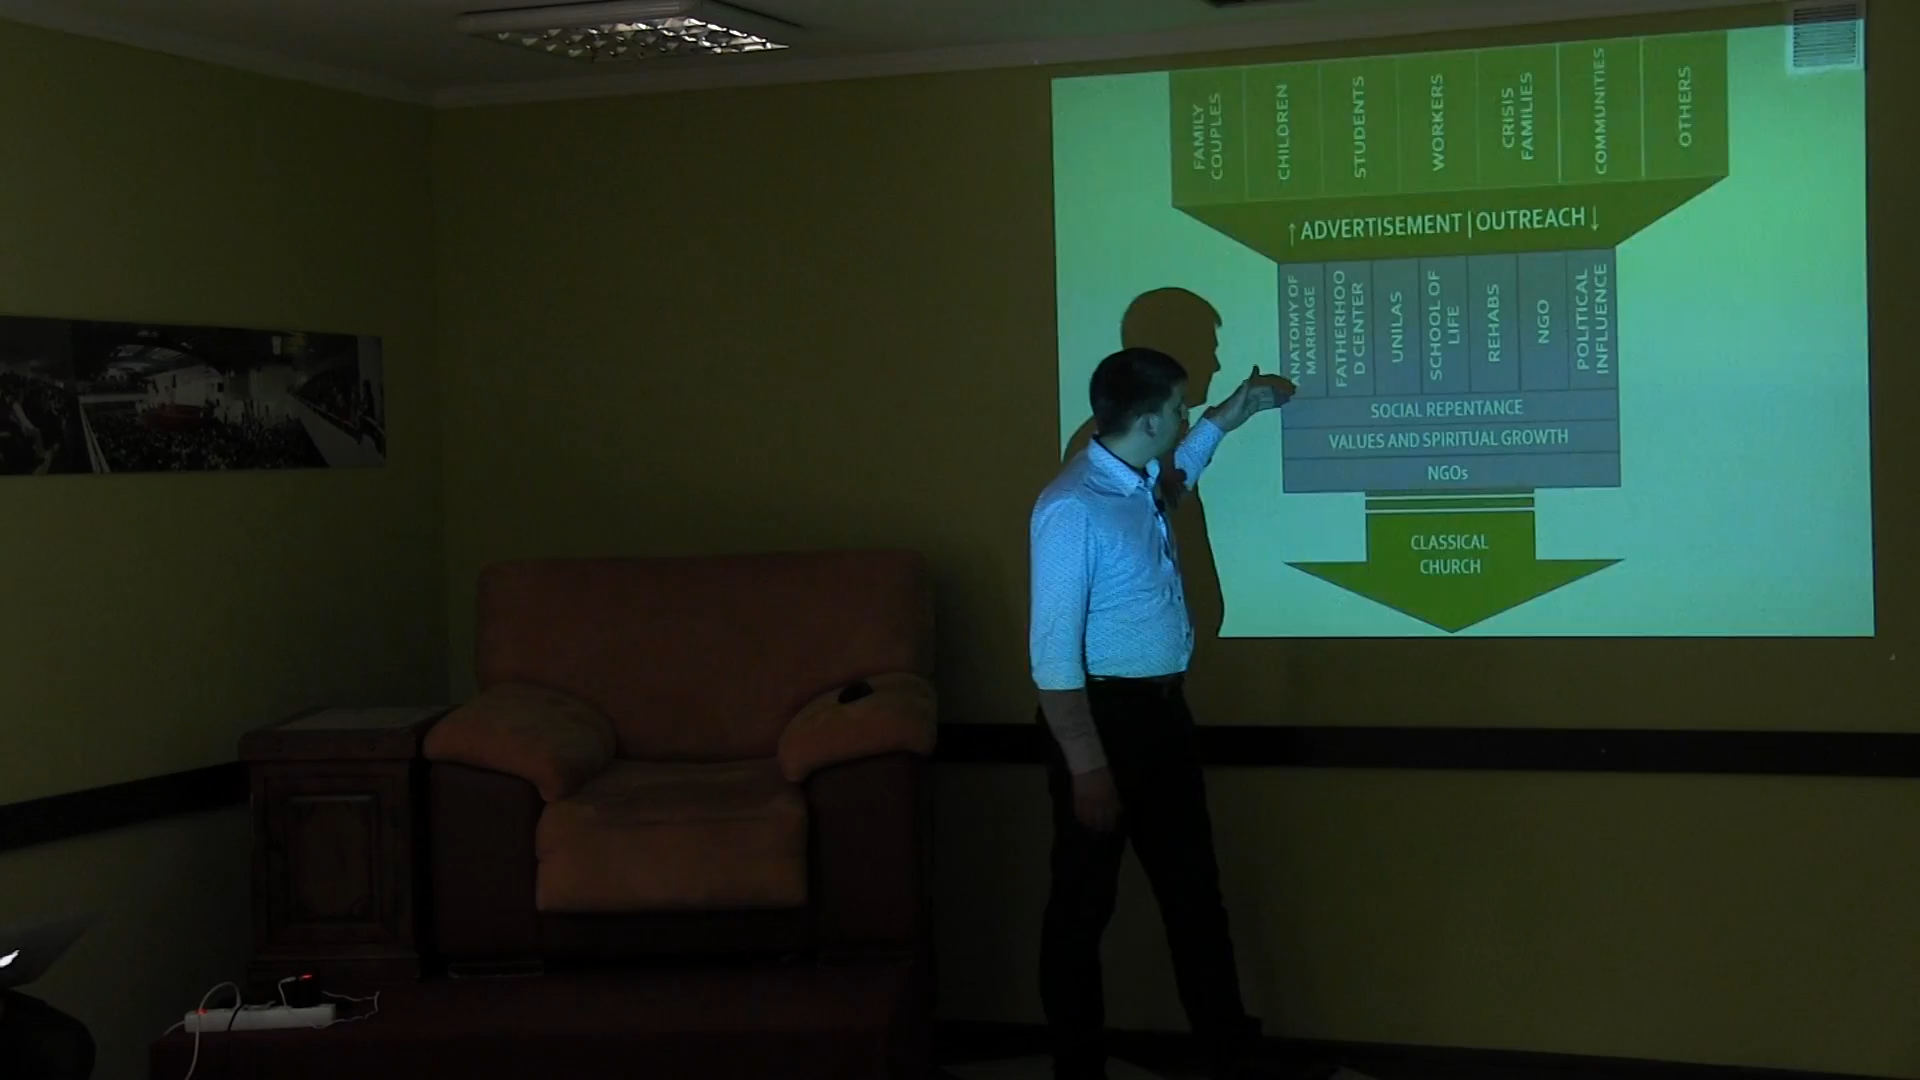 FAMILY
COUPLES
CHILDREN
STUDENTS
WORKERS
CRISIS
FAMILIES
COMMUNITIES
OTHERS
↑ADVERTISEMENT|OUTREACH↓
ANATOMY OF
MARRIAGE
FATHERHOO
D CENTER
UNILAS
SCHOOL OF
LIFE
REHABS
NGO
POLITICAL
INFLUENCE
SOCIAL REPENTANCE
VALUES AND SPIRITUAL GROWTH
NGOs
CLASSICAL
CHURCH